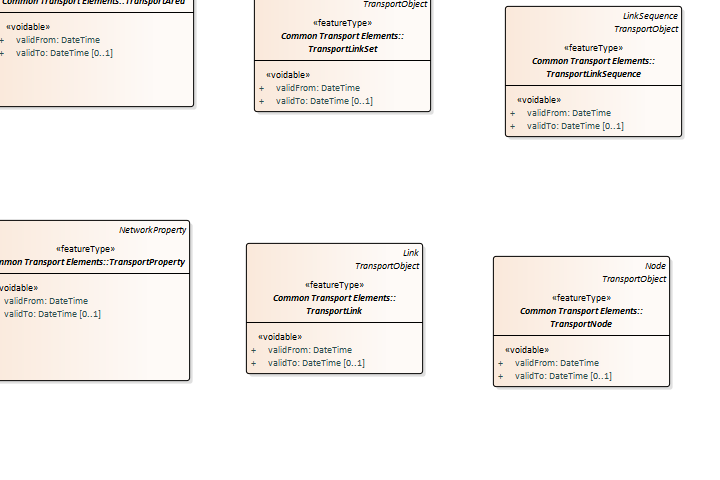 Common Transport Elements::TransportArea
«voidable»
+ validFrom: DateTime
+ validTo: DateTime [0..1]
TransportObject
«featureType»
Common Transport Elements::
TransportLinkSet
«voidable»
+ validFrom: DateTime
+ validTo: DateTime [0..1]
LinkSequence
TransportObject
«featureType»
Common Transport Elements::
TransportLinkSequence
«voidable»
+ validFrom: DateTime
+ validTo: DateTime [0..1]
NetworkProperty
«featureType»
mmon Transport Elements::TransportProperty
voidable»
validFrom: DateTime
validTo: DateTime [0..1]
Link
TransportObject
«featureType»
Common Transport Elements::
TransportLink
«voidable»
+ validFrom: DateTime
+ validTo: DateTime [0..1]
Node
TransportObject
«featureType»
Common Transport Elements::
TransportNode
«voidable»
+ validFrom: DateTime
+ validTo: DateTime [0..1]